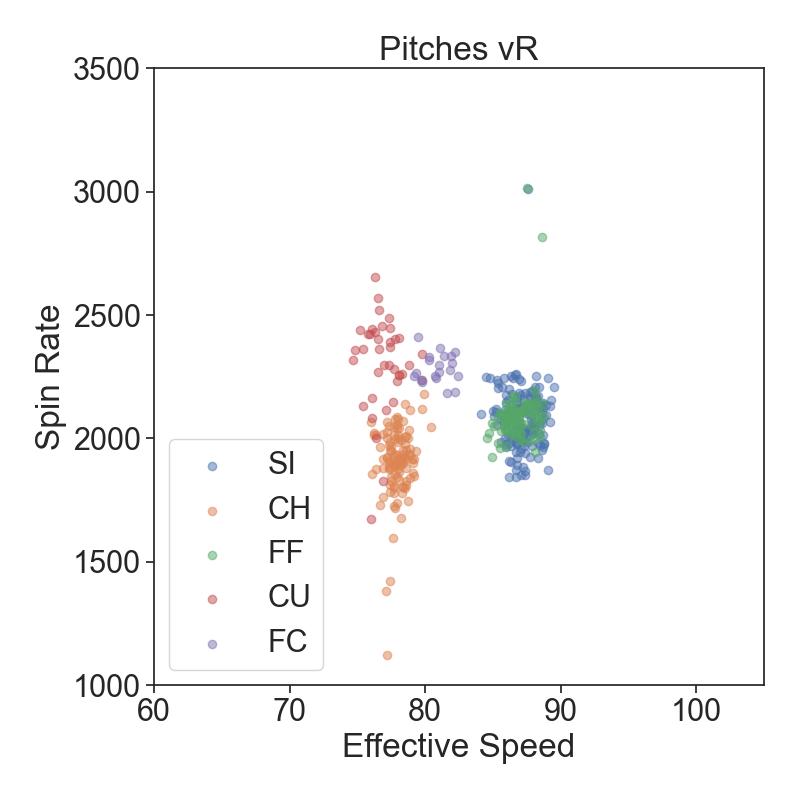 Pitches vR
3500
3000
2500
2000
1500
1000
Spin Rate
SI
CH
FF
CU
FC
60 70 80 90 100
Effective Speed